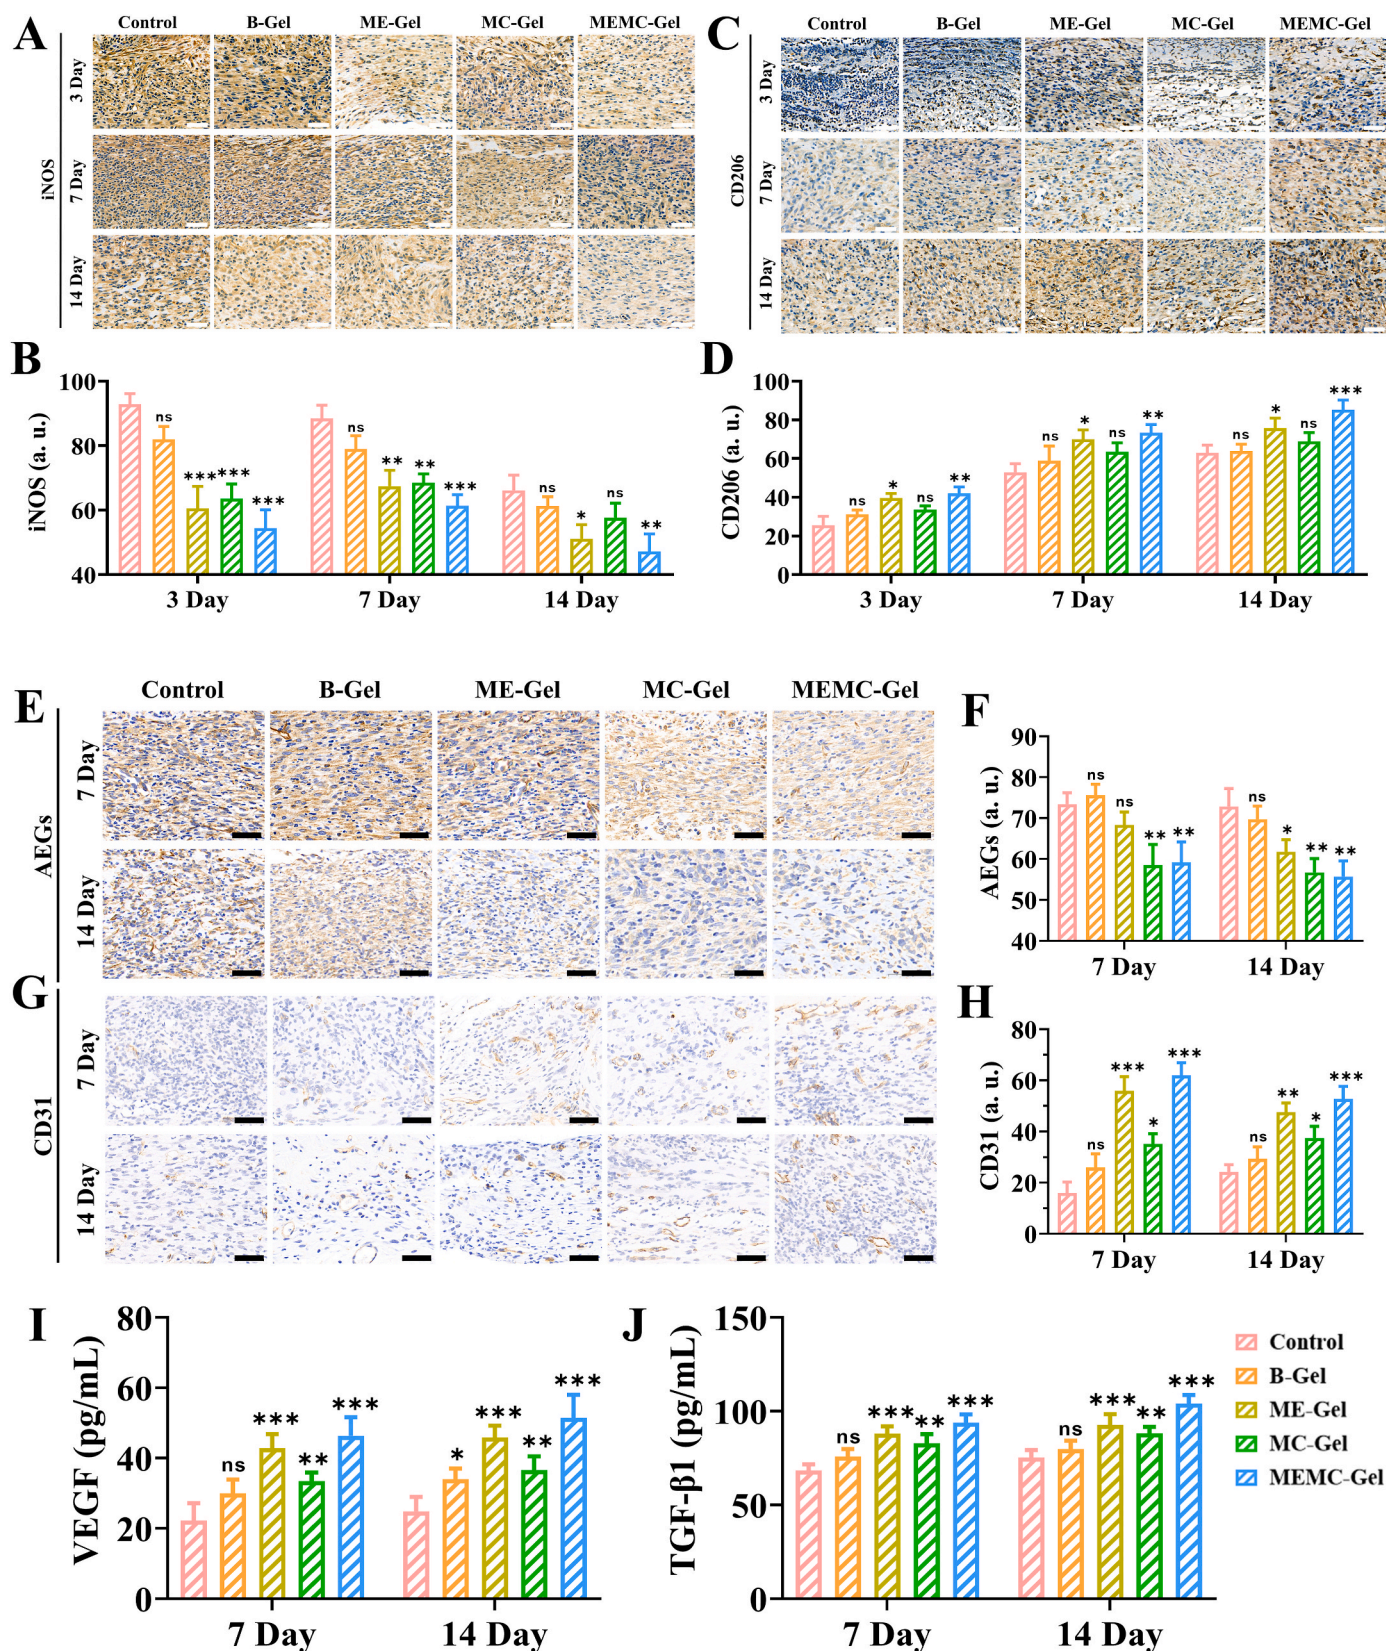 A
Control B-Gel ME-Gel MC-Gel MEMC-Gel
iNOS
3 Day
7 Day
14 Day
C
Control B-Gel ME-Gel MC-Gel MEMC-Gel
CD206
3 Day
7 Day
14 Day
B
iNOS (a. u.)
100
80
60
40
ns *** *** ***
ns ** ** ***
ns * ns **
3 Day 7 Day 14 Day
D
CD206 (a. u.)
100
80
60
40
20
0
ns * ns **
ns * ns **
ns * ns ***
3 Day 7 Day 14 Day
E
Control B-Gel ME-Gel MC-Gel MEMC-Gel
AEGs
7 Day
14 Day
F
AEGs (a. u.)
90
80
70
60
50
40
ns ns ** **
ns * ** **
7 Day 14 Day
G
CD31
7 Day
14 Day
H
CD31 (a. u.)
80
60
40
20
0
ns *** * ***
ns ** * ***
7 Day 14 Day
I
VEGF (pg/mL)
80
60
40
20
0
ns *** ** ***
* *** ** ***
7 Day 14 Day
J
TGF-β1 (pg/mL)
150
100
50
0
ns *** ** ***
ns *** ** ***
7 Day 14 Day
Control
B-Gel
ME-Gel
MC-Gel
MEMC-Gel